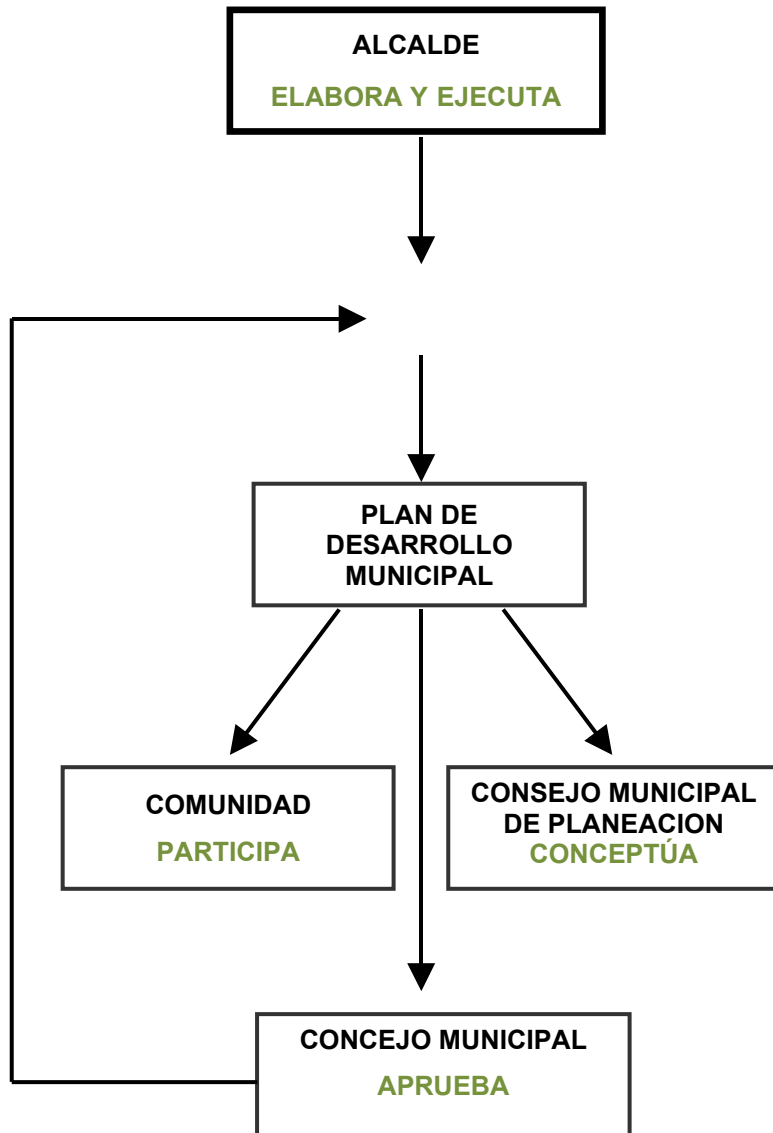 ALCALDE
ELABORA Y EJECUTA
PLAN DE
DESARROLLO
MUNICIPAL
COMUNIDAD
PARTICIPA
CONSEJO MUNICIPAL
DE PLANEACION
CONCEPTÚA
CONCEJO MUNICIPAL
APRUEBA